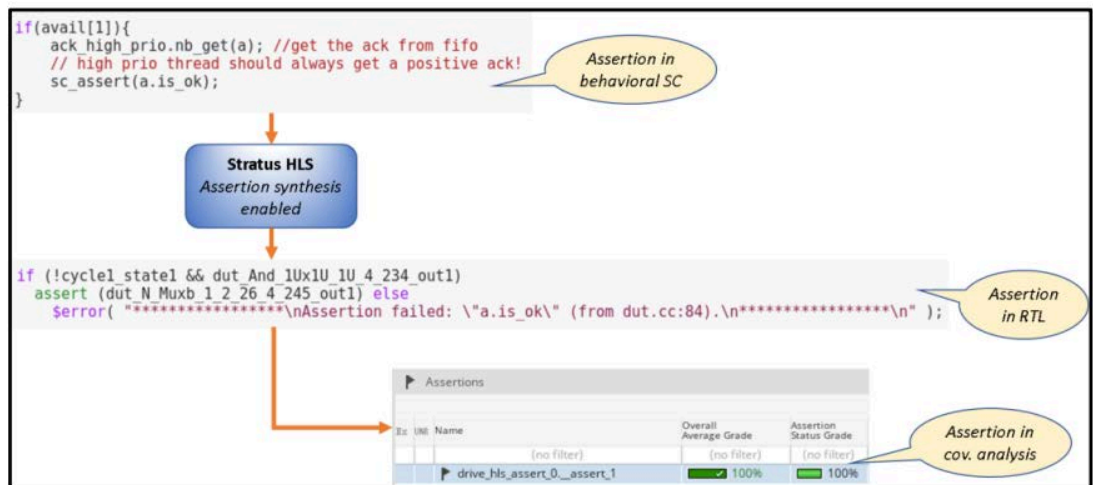 if(avail[1]){
ack_high_prio.nb_get(a); //get the ack from fifo
// high prio thread should always get a positive ack!
sc_assert(a.is_ok);
}
Assertion in
behavioral SC
Stratus HLS
Assertion synthesis
enabled
if (!cycle1_state1 && dut_And_1Ux1U_1U_4_234_out1)
assert (dut_N_Muxb_1_2_26_4_245_out1) else
$error( "*****************\nAssertion failed: \"a.is_ok\" (from dut.cc:84).\n*****************\n" );
Assertion
in RTL
Assertions
Ex UNR Name Overall Average Grade Assertion Status Grade
(no filter) (no filter) (no filter)
drive_hls_assert_0.__assert_1 100% 100%
Assertion in
cov. analysis